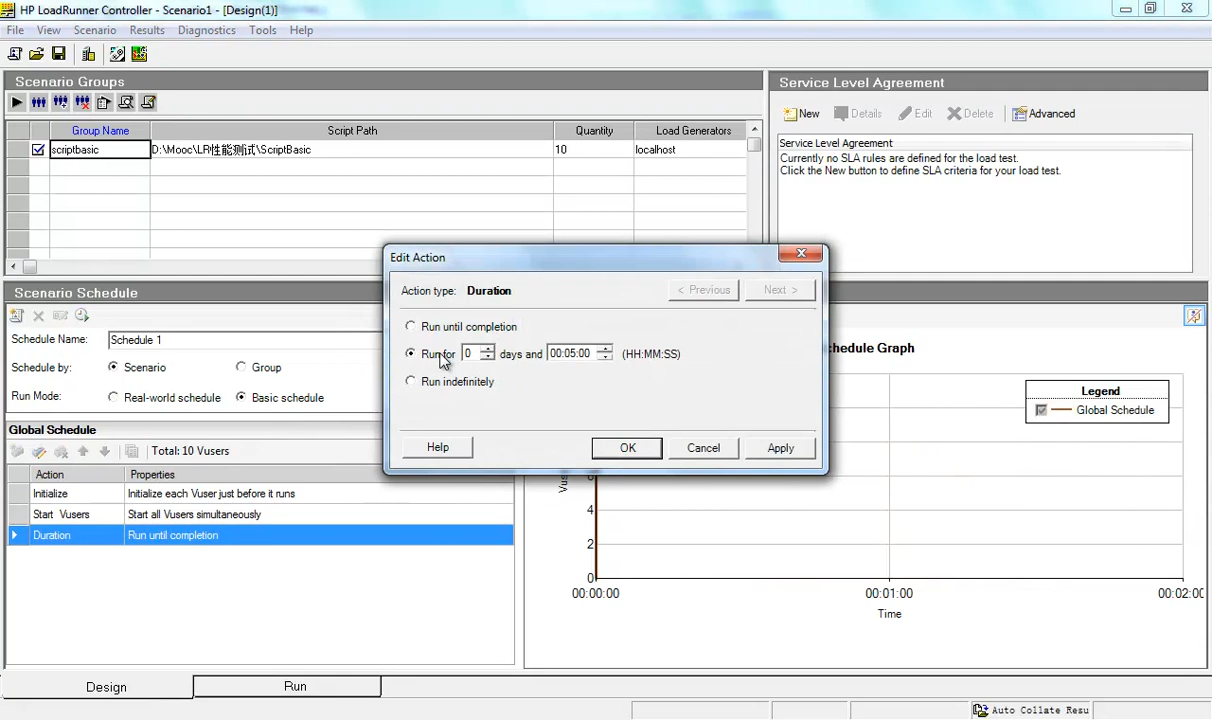 HP LoadRunner Controller - Scenario1 - [Design(1)]
File View Scenario Results Diagnostics Tools Help
Scenario Groups
Group Name Script Path Quantity Load Generators
scriptbasic D:\Mooc\LR性能测试\ScriptBasic 10 localhost
Service Level Agreement
New Details Edit Delete Advanced
Service Level Agreement
Currently no SLA rules are defined for the load test.
Click the New button to define SLA criteria for your load test.
Edit Action
Action type: Duration < Previous Next >
Run until completion
Run for 0 days and 00:05:00 (HH:MM:SS)
Run indefinitely
Help OK Cancel Apply
Scenario Schedule
Schedule Name: Schedule 1
Schedule by: Scenario Group
Run Mode: Real-world schedule Basic schedule
Global Schedule
Total: 10 Vusers
Action Properties
Initialize Initialize each Vuser just before it runs
Start Vusers Start all Vusers simultaneously
Duration Run until completion
hedule Graph
Legend
Global Schedule
4
2
0
00:00:00 00:01:00 00:02:00
Time
Design Run
Auto Collate Resu